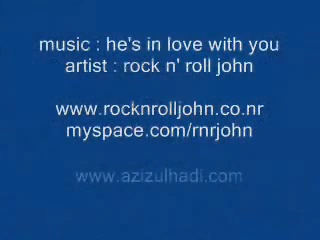 music : he's in love with you
artist : rock n' roll john
www.rocknrolljohn.co.nr
myspace.com/rnrjohn
www.azizulhadi.com